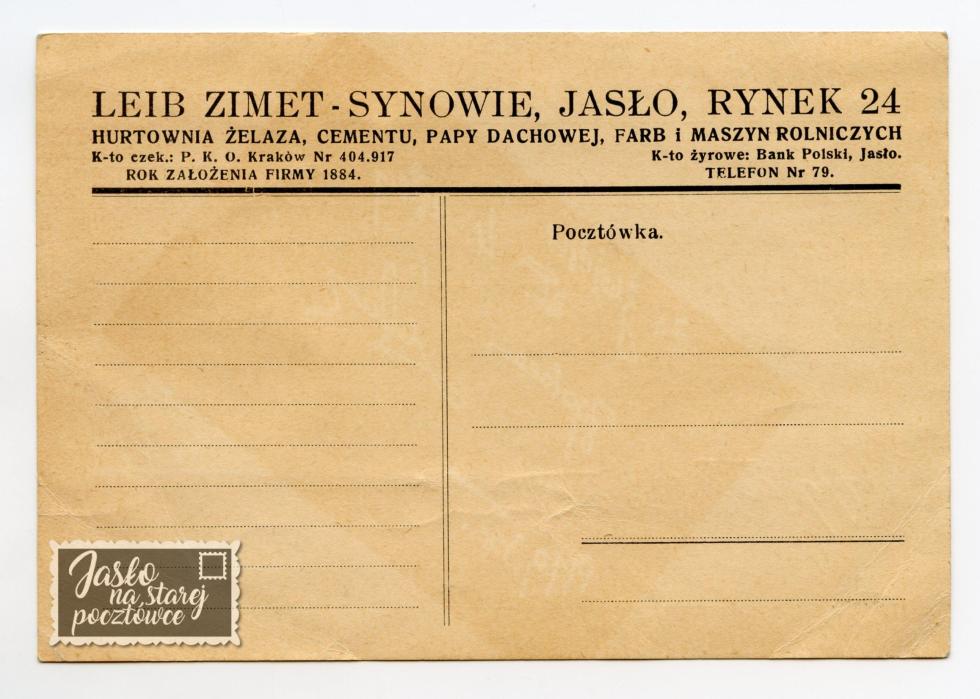 LEIB ZIMET - SYNOWIE, JASŁO, RYNEK 24
HURTOWNIA ŻELAZA, CEMENTU, PAPY DACHOWEJ, FARB i MASZYN ROLNICZYCH
K-to czek.: P. K. O. Kraków Nr 404.917
K-to żyrowe: Bank Polski, Jasło.
ROK ZAŁOŻENIA FIRMY 1884.
TELEFON Nr 79.
Pocztówka.
Jasło
na starej
pocztówce